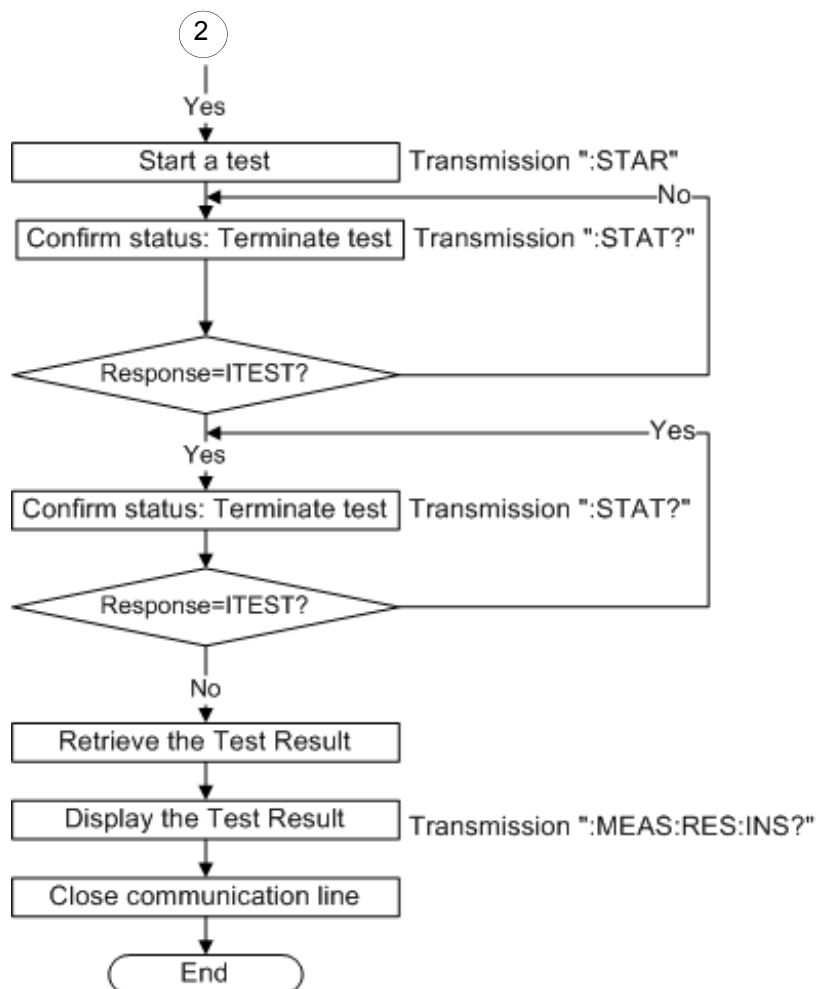 2
Yes
Start a test
Transmission ":STAR"
No
Confirm status: Terminate test
Transmission ":STAT?"
Response=ITEST?
Yes
Yes
Confirm status: Terminate test
Transmission ":STAT?"
Response=ITEST?
No
Retrieve the Test Result
Display the Test Result
Transmission ":MEAS:RES:INS?"
Close communication line
End